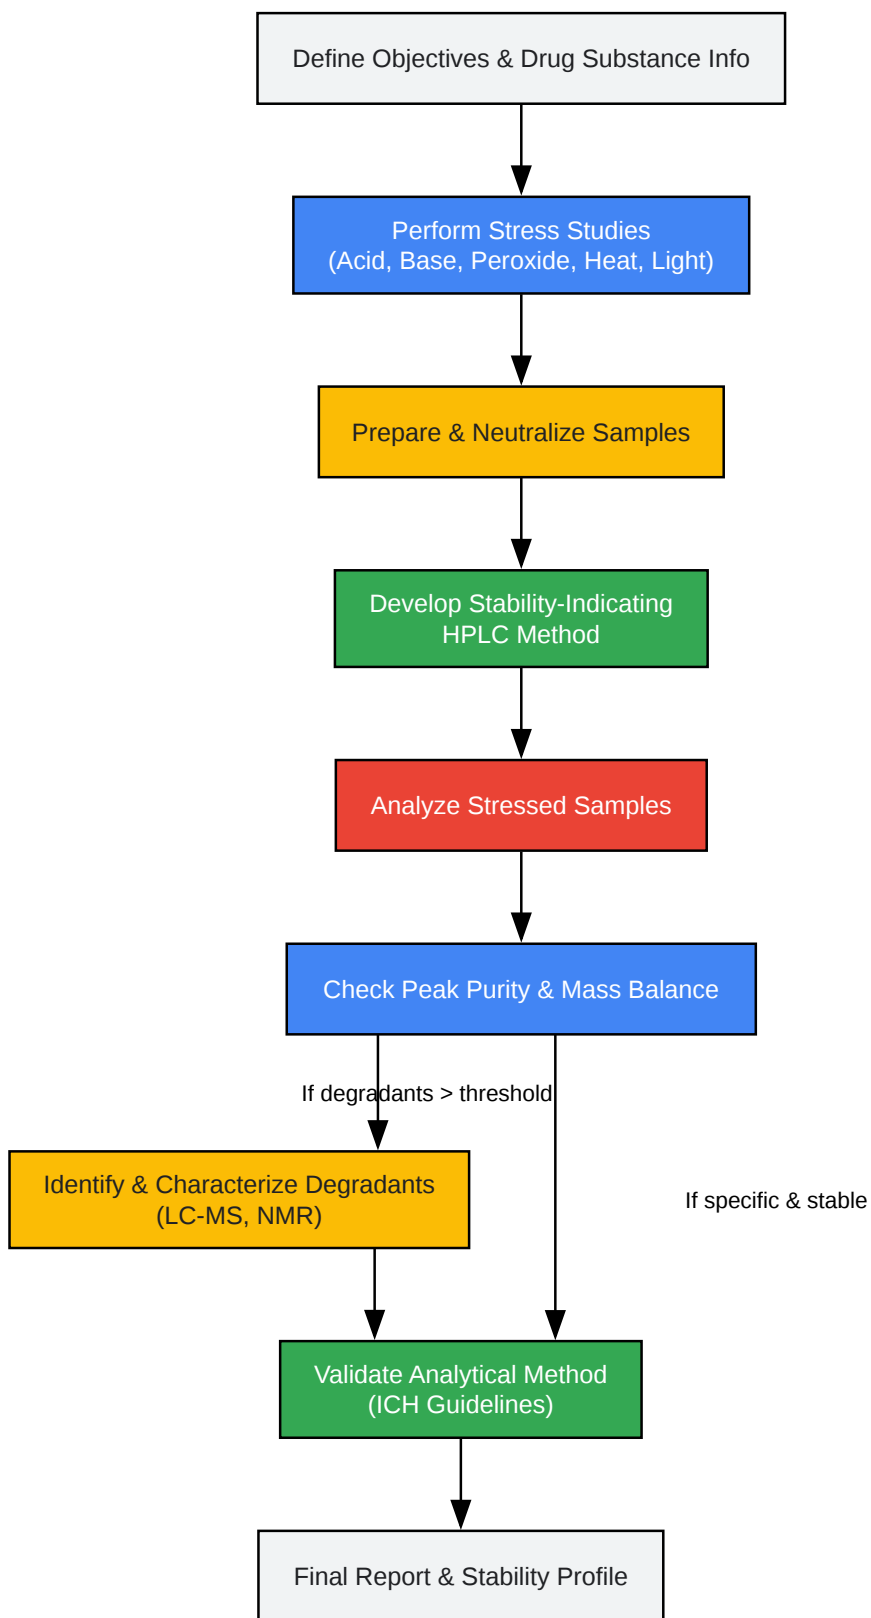 Define Objectives & Drug Substance Info
Perform Stress Studies
(Acid, Base, Peroxide, Heat, Light)
Prepare & Neutralize Samples
Develop Stability-Indicating
HPLC Method
Analyze Stressed Samples
Check Peak Purity & Mass Balance
If degradants > threshold
Identify & Characterize Degradants
(LC-MS, NMR)
If specific & stable
Validate Analytical Method
(ICH Guidelines)
Final Report & Stability Profile